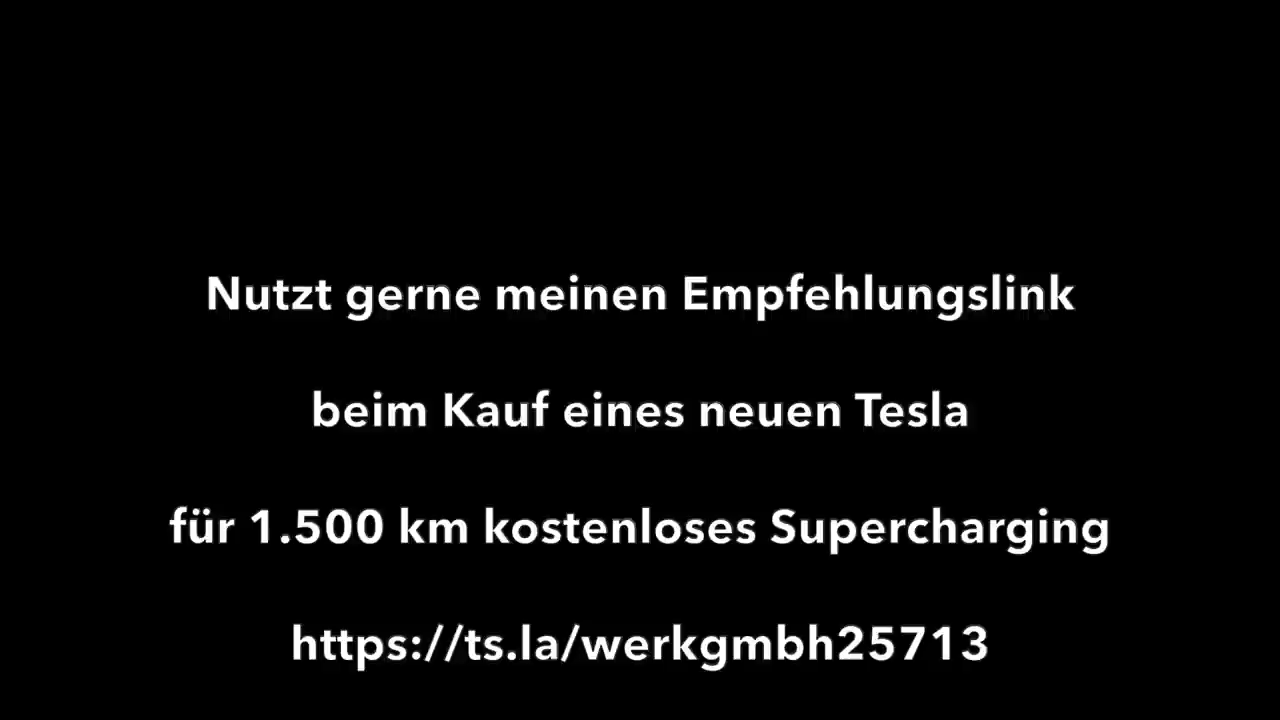 Nutzt gerne meinen Empfehlungslink
beim Kauf eines neuen Tesla
für 1.500 km kostenloses Supercharging
https://ts.la/werkgmbh25713